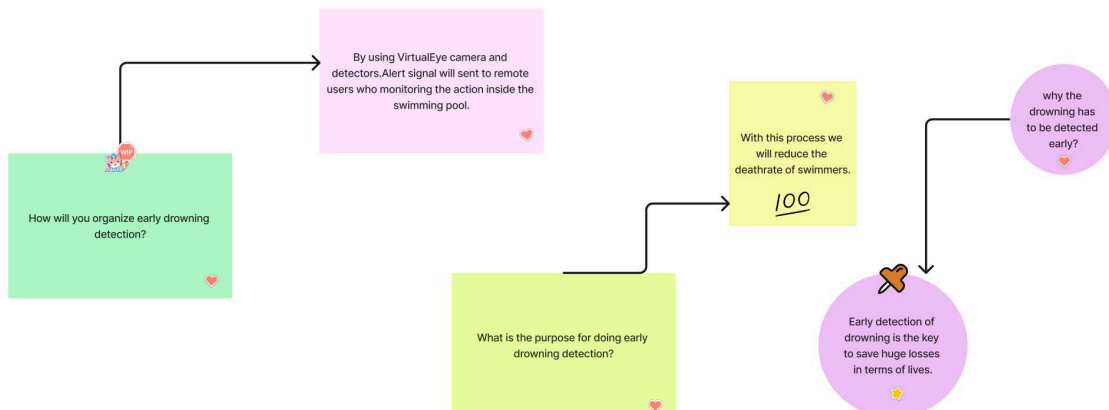 By using VirtualEye camera and
detectors.Alert signal will sent to remote
users who monitoring the action inside the
swimming pool.
WIP
How will you organize early drowning
detection?
With this process we
will reduce the
deathrate of swimmers.
100
why the
drowning has
to be detected
early?
What is the purpose for doing early
drowning detection?
Early detection of
drowning is the key
to save huge losses
in terms of lives.